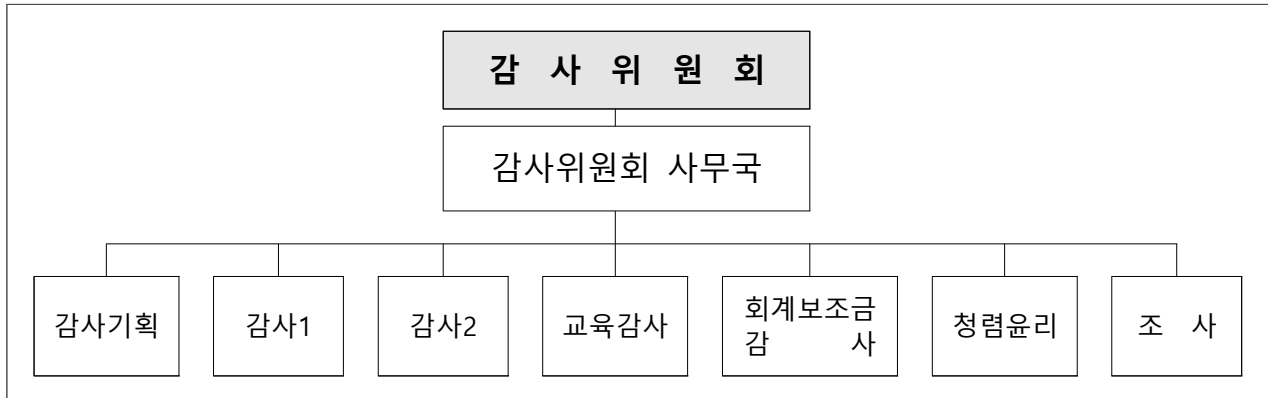 감 사 위 원 회
감사위원회 사무국
감사기획
감사1
감사2
교육감사
회계보조금
감 사
청렴윤리
조 사